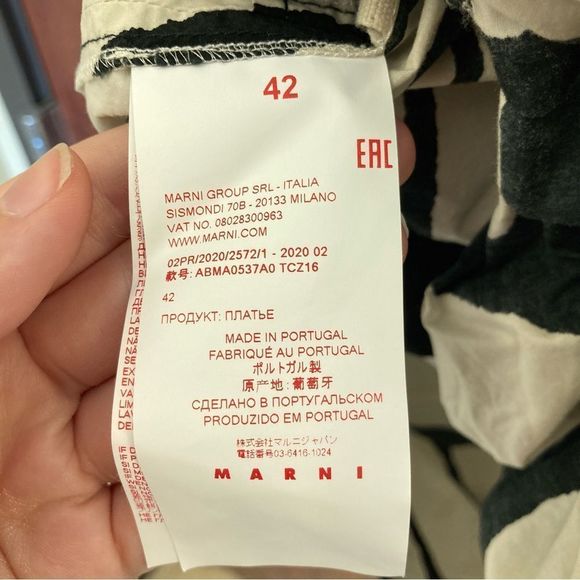 42
EAC
MARNI GROUP SRL - ITALIA
SISMONDI 70B - 20133 MILANO
VAT NO. 08028300963
WWW.MARNI.COM
02PR/2020/2572/1 - 2020 02
款号: ABMA0537A0 TCZ16
42
ПРОДУКТ: ПЛАТЬЕ
MADE IN PORTUGAL
FABRIQUÉ AU PORTUGAL
ポルトガル製
原产地: 葡萄牙
СДЕЛАНО В ПОРТУГАЛЬСКОМ
PRODUZIDO EM PORTUGAL
株式会社マルニジャパン
電話番号03-6416-1024
MARNI